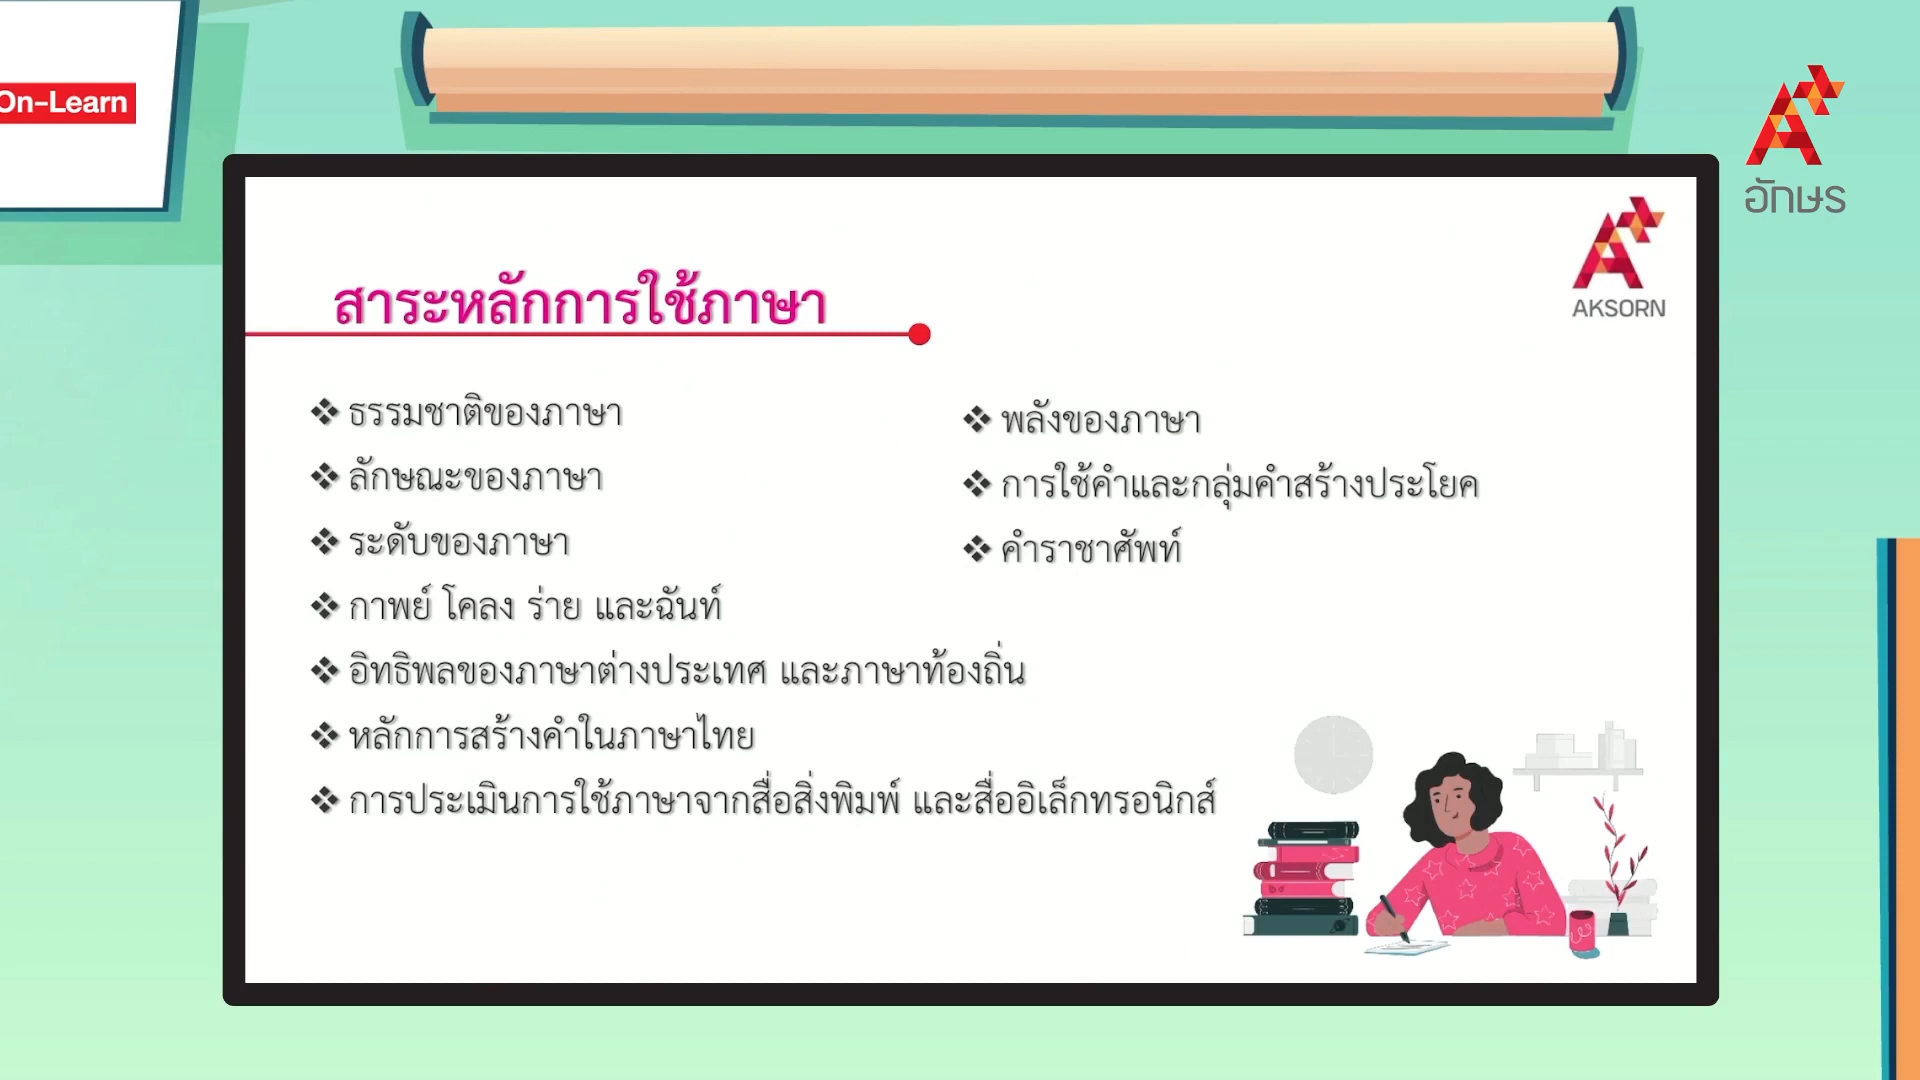 On-Learn
อักษร
AKSORN
สาระหลักการใช้ภาษา
❖ ธรรมชาติของภาษา
❖ ลักษณะของภาษา
❖ ระดับของภาษา
❖ กาพย์ โคลง ร่าย และฉันท์
❖ อิทธิพลของภาษาต่างประเทศ และภาษาท้องถิ่น
❖ หลักการสร้างคำในภาษาไทย
❖ การประเมินการใช้ภาษาจากสื่อสิ่งพิมพ์ และสื่ออิเล็กทรอนิกส์
❖ พลังของภาษา
❖ การใช้คำและกลุ่มคำสร้างประโยค
❖ คำราชาศัพท์